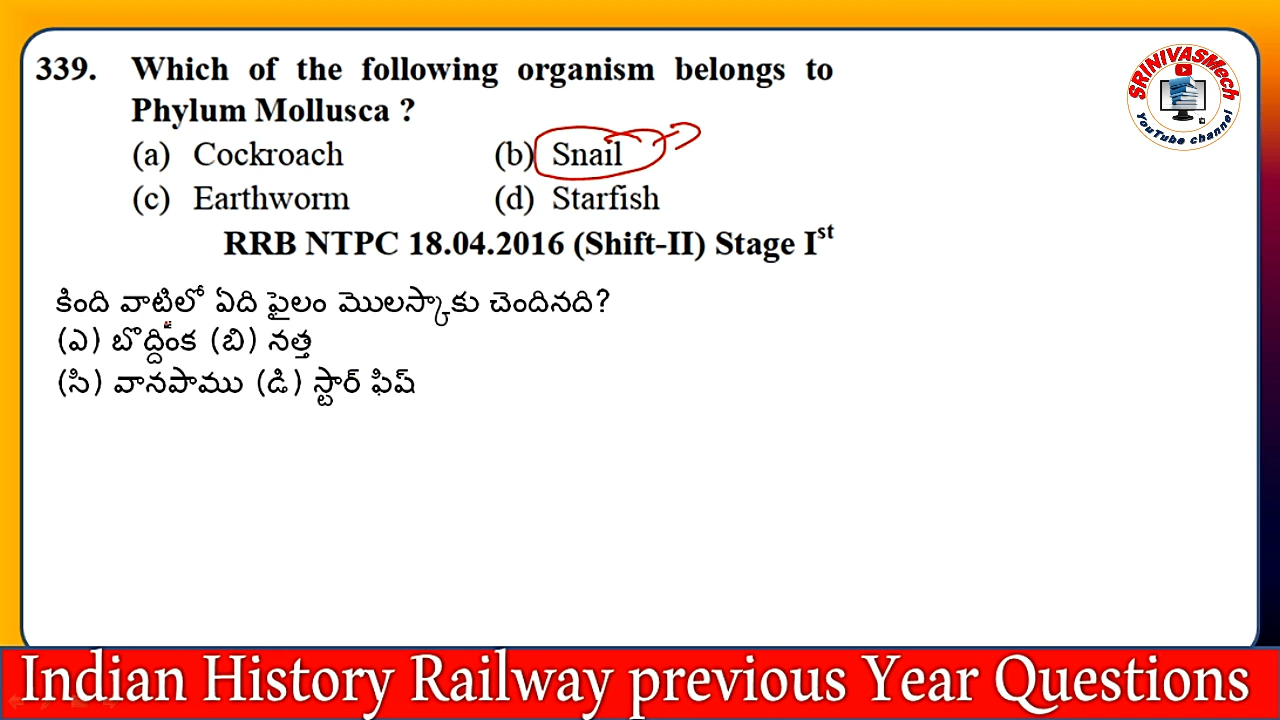 339. Which of the following organism belongs to
Phylum Mollusca ?
(a) Cockroach (b) Snail
(c) Earthworm (d) Starfish
RRB NTPC 18.04.2016 (Shift-II) Stage Ist
కింది వాటిలో ఏది ఫైలం మొలస్కాకు చెందినది?
(ఎ) బొద్దింక (బి) నత్త
(సి) వానపాము (డి) స్టార్ ఫిష్
SRINIVASMech
YouTube channel
Indian History Railway previous Year Questions